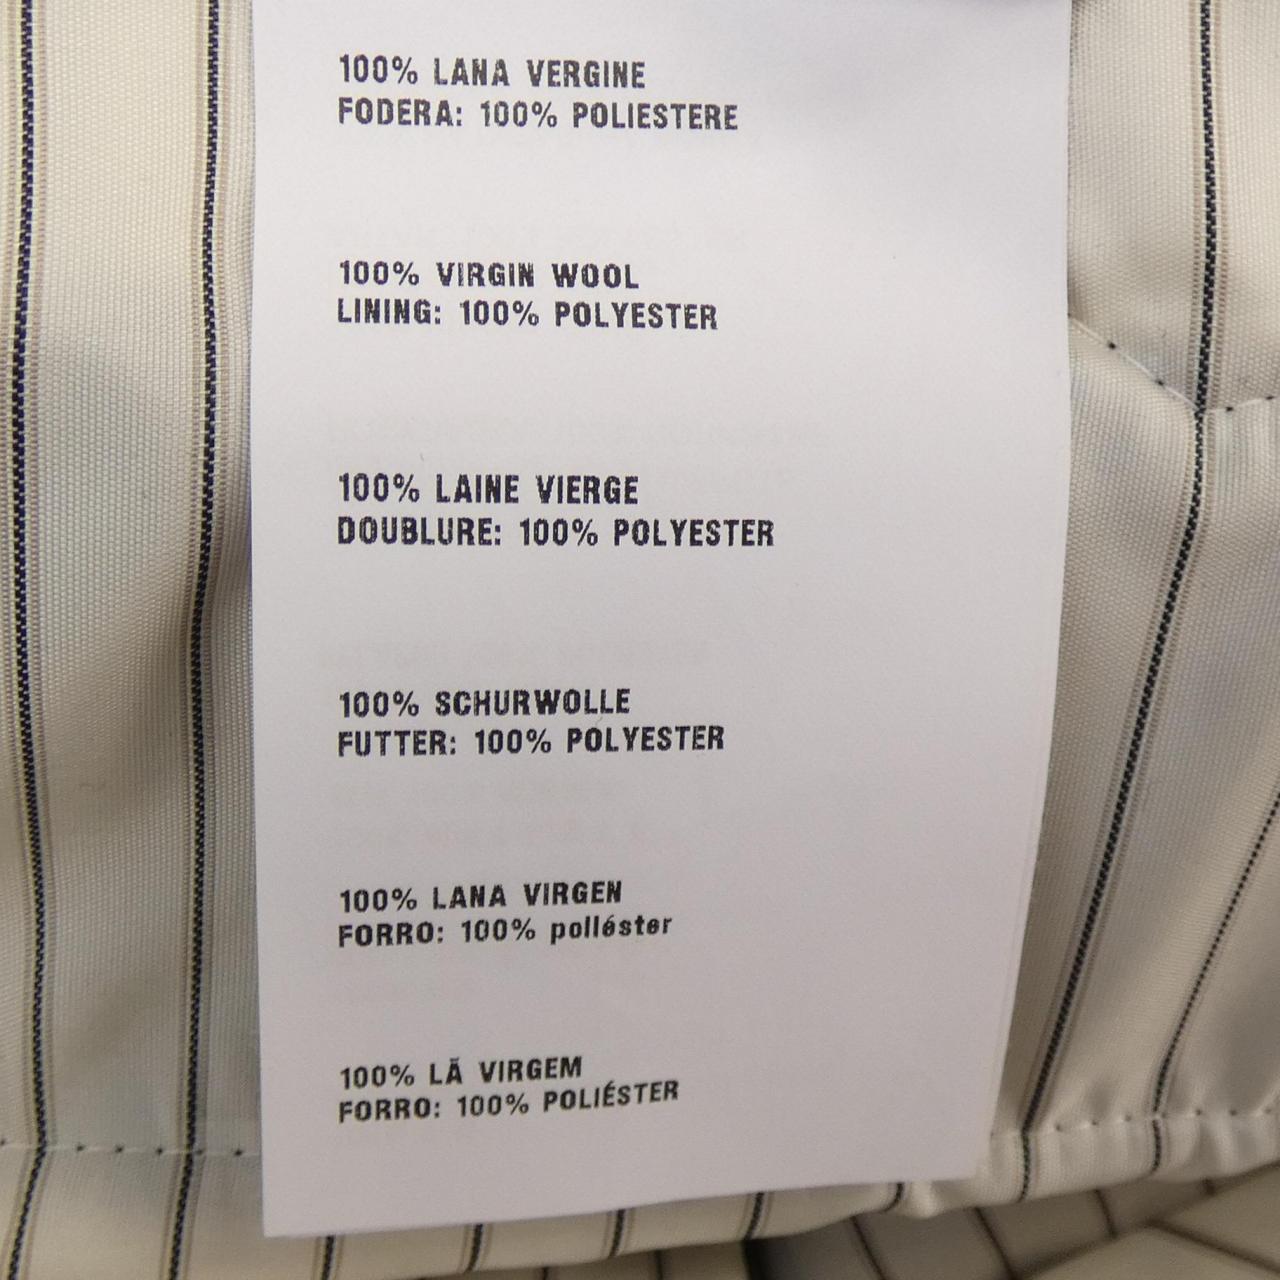 100% LANA VERGINE
FODERA: 100% POLIESTERE
100% VIRGIN WOOL
LINING: 100% POLYESTER
100% LAINE VIERGE
DOUBLURE: 100% POLYESTER
100% SCHURWOLLE
FUTTER: 100% POLYESTER
100% LANA VIRGEN
FORRO: 100% poliéster
100% LÃ VIRGEM
FORRO: 100% POLIÉSTER